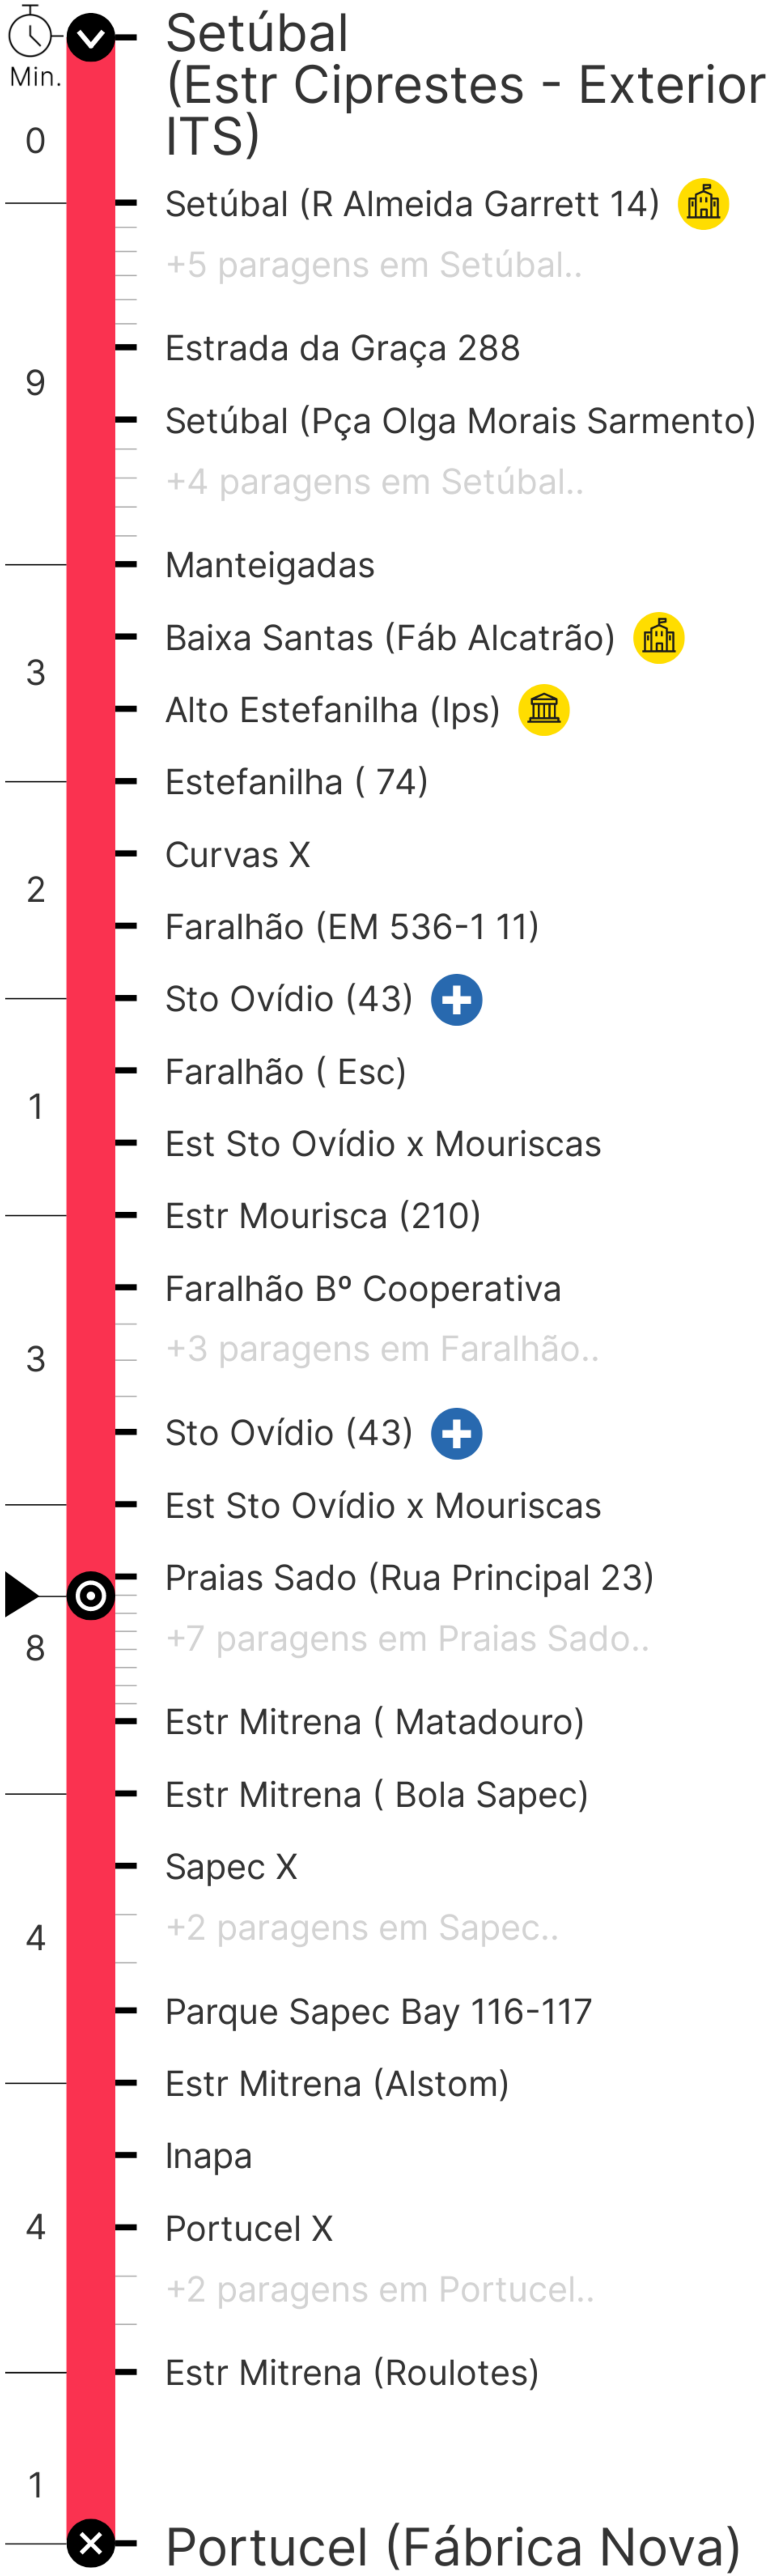 Setúbal
(Estr Ciprestes - Exterior
ITS)
Min.
0
Setúbal (R Almeida Garrett 14)
+5 paragens em Setúbal..
Estrada da Graça 288
9
Setúbal (Pça Olga Morais Sarmento)
+4 paragens em Setúbal..
Manteigadas
Baixa Santas (Fáb Alcatrão)
3
Alto Estefanilha (Ips)
Estefanilha ( 74)
Curvas X
2
Faralhão (EM 536-1 11)
Sto Ovídio (43)
Faralhão ( Esc)
1
Est Sto Ovídio x Mouriscas
Estr Mourisca (210)
Faralhão Bº Cooperativa
+3 paragens em Faralhão..
3
Sto Ovídio (43)
Est Sto Ovídio x Mouriscas
Praias Sado (Rua Principal 23)
+7 paragens em Praias Sado..
8
Estr Mitrena ( Matadouro)
Estr Mitrena ( Bola Sapec)
Sapec X
+2 paragens em Sapec..
4
Parque Sapec Bay 116-117
Estr Mitrena (Alstom)
Inapa
4
Portucel X
+2 paragens em Portucel..
Estr Mitrena (Roulotes)
1
Portucel (Fábrica Nova)